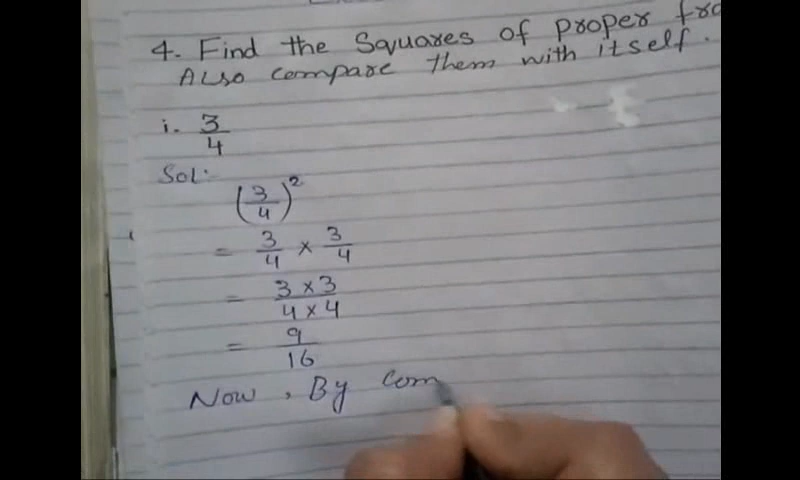 4. Find the Squares of proper fra
Also compare them with itself.
i. 3/4
Sol:
(3/4)²
= 3/4 × 3/4
= 3×3/4×4
= 9/16
Now, By com